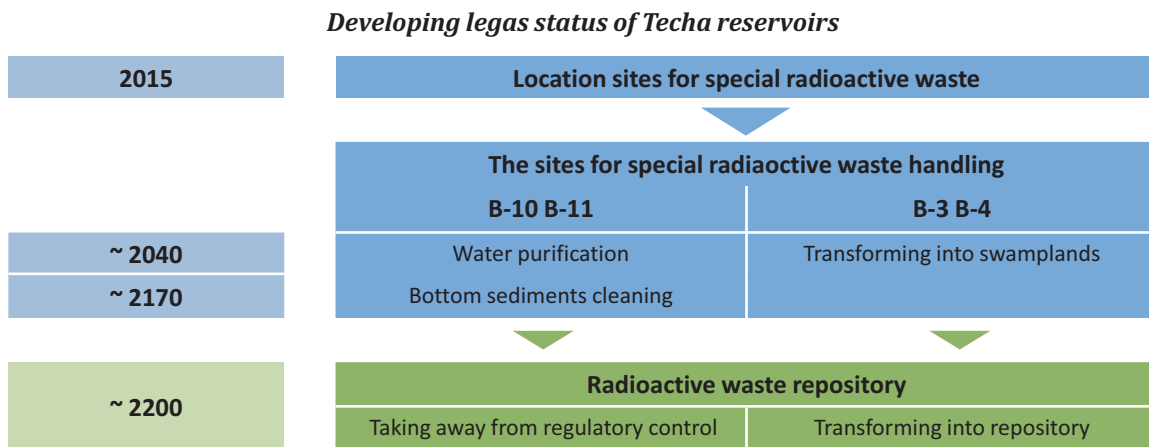 Developing legas status of Techa reservoirs
2015
Location sites for special radioactive waste
The sites for special radiaoctive waste handling
B-10 B-11
B-3 B-4
~ 2040
Water purification
Transforming into swamplands
~ 2170
Bottom sediments cleaning
~ 2200
Radioactive waste repository
Taking away from regulatory control
Transforming into repository